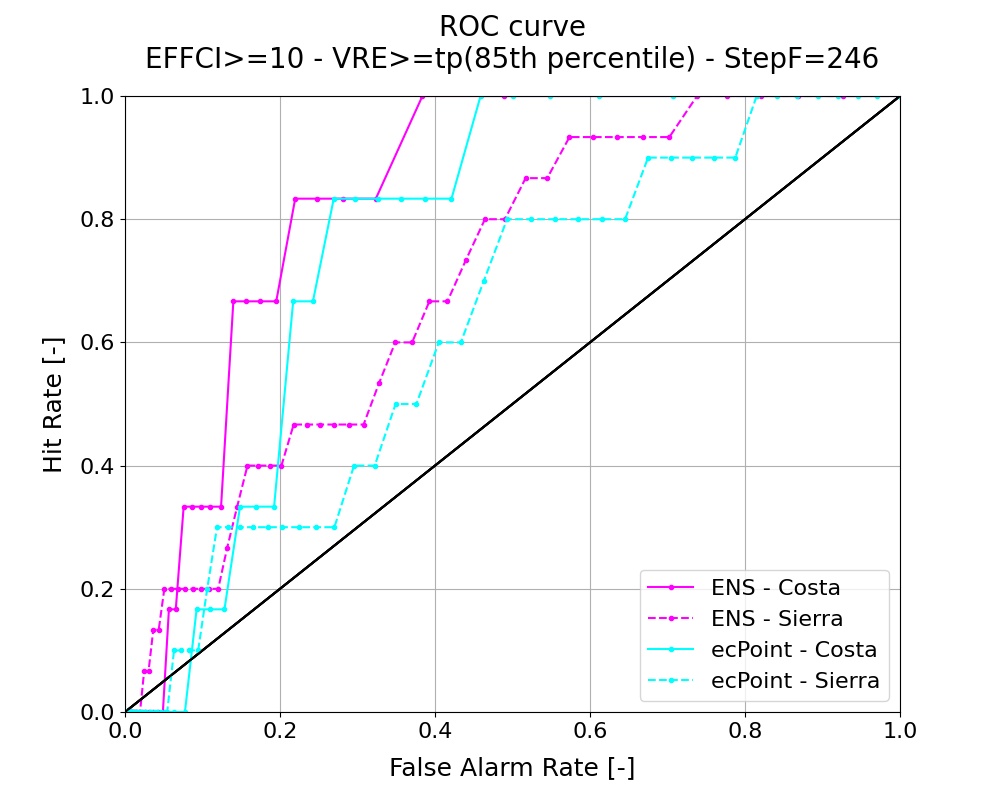 ROC curve
EFFCI>=10 - VRE>=tp(85th percentile) - StepF=246
1.0
0.8
0.6
0.4
0.2
0.0
Hit Rate [-]
0.0 0.2 0.4 0.6 0.8 1.0
False Alarm Rate [-]
ENS - Costa
ENS - Sierra
ecPoint - Costa
ecPoint - Sierra